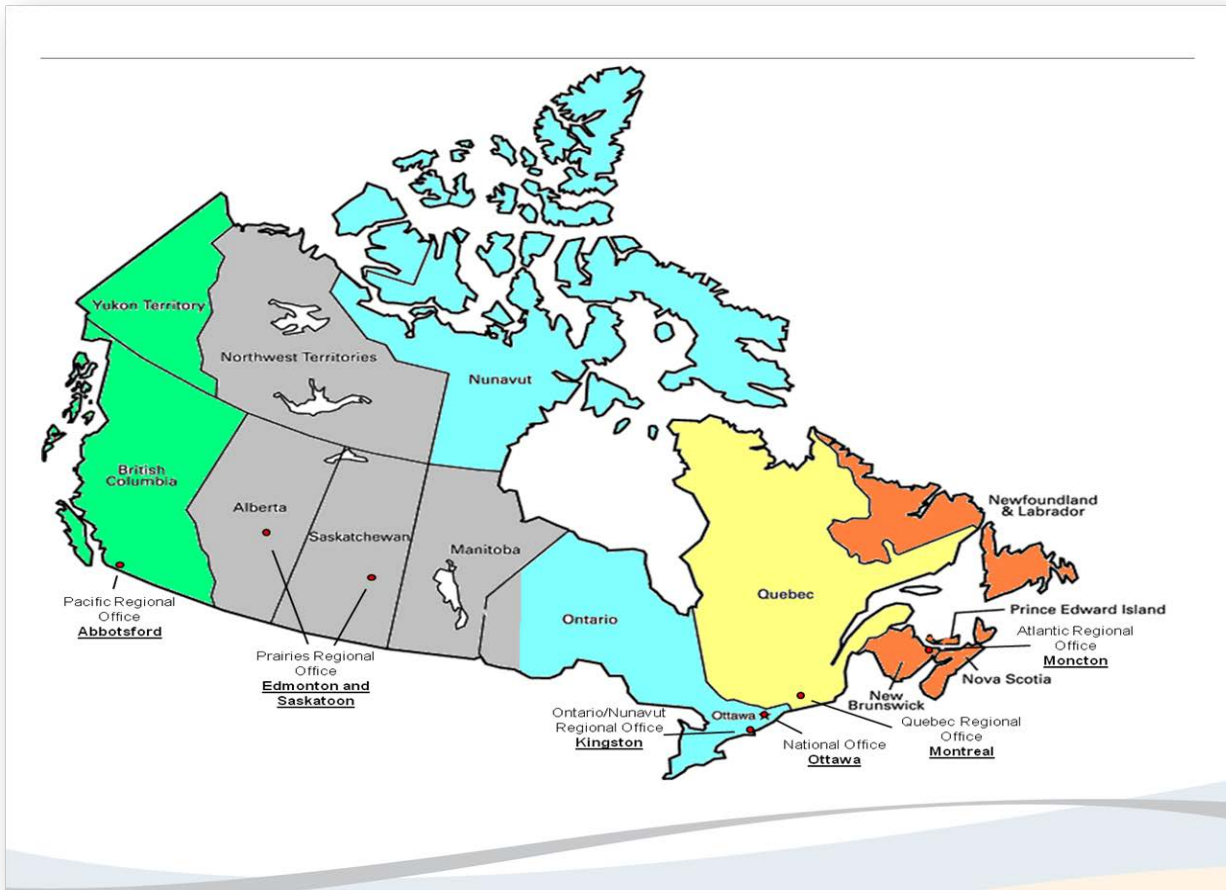 Yukon Territory
Northwest Territories
Nunavut
British
Columbia
Alberta
Saskatchewan
Manitoba
Ontario
Quebec
Newfoundland
& Labrador
Prince Edward Island
Nova Scotia
New
Brunswick
Ottawa
Pacific Regional
Office
Abbotsford
Prairies Regional
Office
Edmonton and
Saskatoon
Ontario/Nunavut
Regional Office
Kingston
National Office
Ottawa
Quebec Regional
Office
Montreal
Atlantic Regional
Office
Moncton